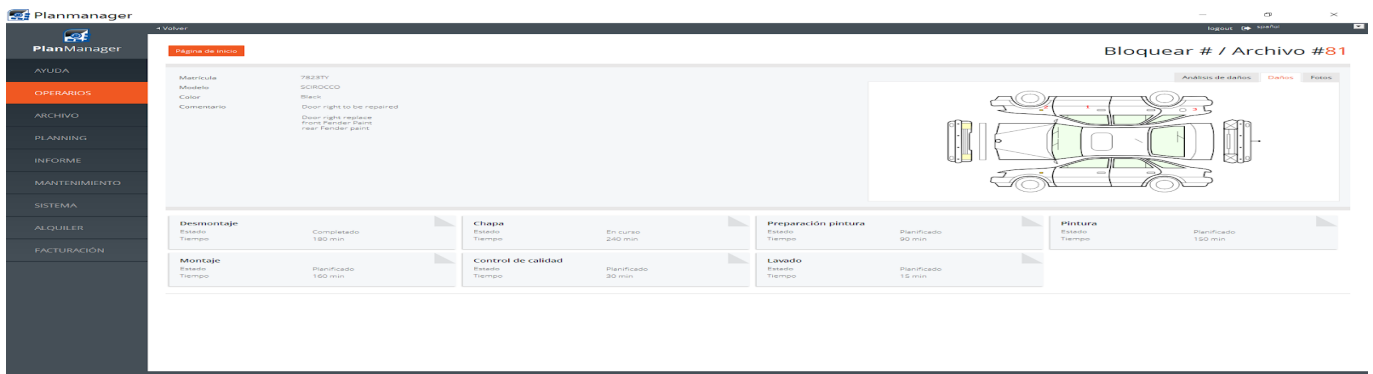 Planmanager
◂ Volver
logout
PlanManager
Página de inicio
Bloquear # / Archivo #81
AYUDA
OPERARIOS
ARCHIVO
PLANNING
INFORME
MANTENIMIENTO
SISTEMA
ALQUILER
FACTURACIÓN
Matrícula
Modelo SCIROCCO
Color Black
Comentario Door right to be repaired
Door right replace
front Fender Paint
rear Fender paint
Análisis de daños Daños Fotos
2 1 3
Desmontaje
Estado Completado
Tiempo 180 min
Chapa
Estado En curso
Tiempo 240 min
Preparación pintura
Estado Planificado
Tiempo 90 min
Pintura
Estado Planificado
Tiempo 150 min
Montaje
Estado Planificado
Tiempo 160 min
Control de calidad
Estado Planificado
Tiempo 30 min
Lavado
Estado Planificado
Tiempo 15 min